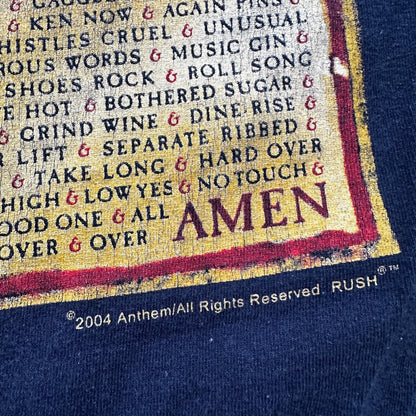 & KEN NOW & AGAIN PINS &
HISTLES CRUEL & UNUSUAL
ROUS WORDS & MUSIC GIN &
SHOES ROCK & ROLL SONG
E HOT & BOTHERED SUGAR &
& GRIND WINE & DINE RISE &
R LIFT & SEPARATE RIBBED &
& TAKE LONG & HARD OVER
HIGH & LOW YES & NO TOUCH &
OOD ONE & ALL AMEN
OVER & OVER
©2004 Anthem/All Rights Reserved. RUSH®™